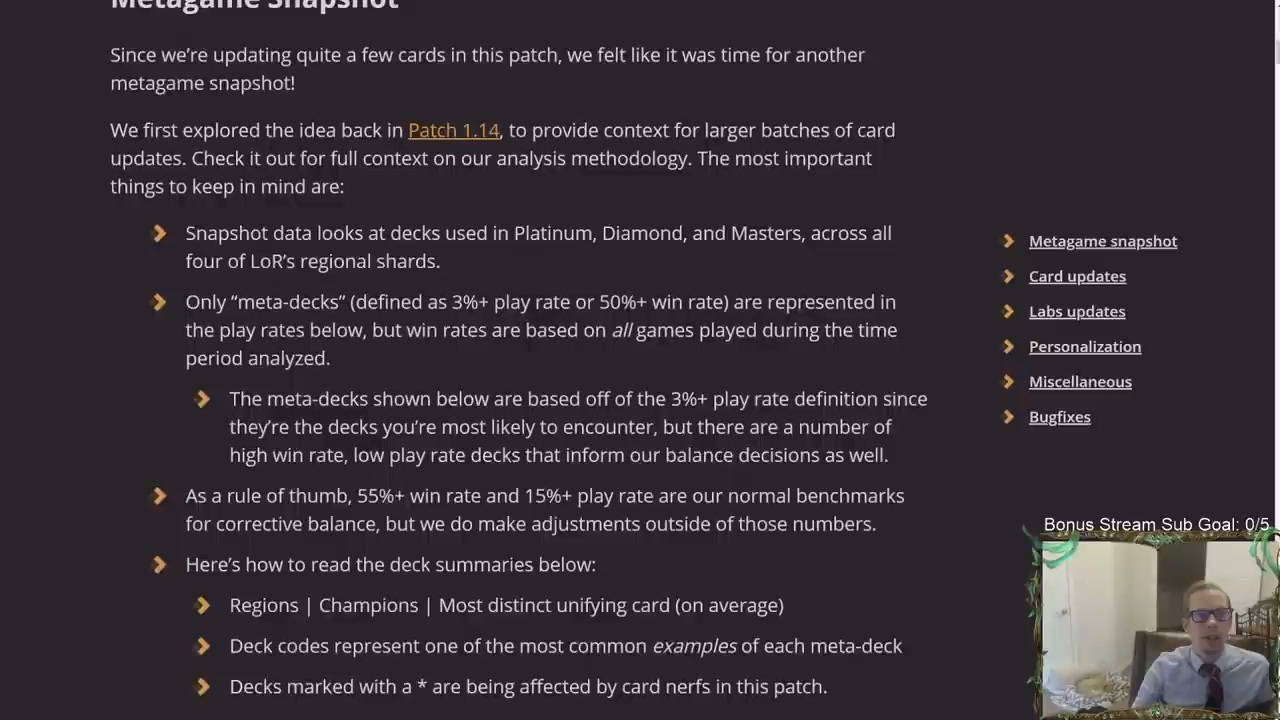 Metagame Snapshot
Since we’re updating quite a few cards in this patch, we felt like it was time for another
metagame snapshot!
We first explored the idea back in Patch 1.14, to provide context for larger batches of card
updates. Check it out for full context on our analysis methodology. The most important
things to keep in mind are:
Snapshot data looks at decks used in Platinum, Diamond, and Masters, across all
four of LoR’s regional shards.
Only “meta-decks” (defined as 3%+ play rate or 50%+ win rate) are represented in
the play rates below, but win rates are based on all games played during the time
period analyzed.
The meta-decks shown below are based off of the 3%+ play rate definition since
they’re the decks you’re most likely to encounter, but there are a number of
high win rate, low play rate decks that inform our balance decisions as well.
As a rule of thumb, 55%+ win rate and 15%+ play rate are our normal benchmarks
for corrective balance, but we do make adjustments outside of those numbers.
Here’s how to read the deck summaries below:
Regions | Champions | Most distinct unifying card (on average)
Deck codes represent one of the most common examples of each meta-deck
Decks marked with a * are being affected by card nerfs in this patch.
Metagame snapshot
Card updates
Labs updates
Personalization
Miscellaneous
Bugfixes
Bonus Stream Sub Goal: 0/5